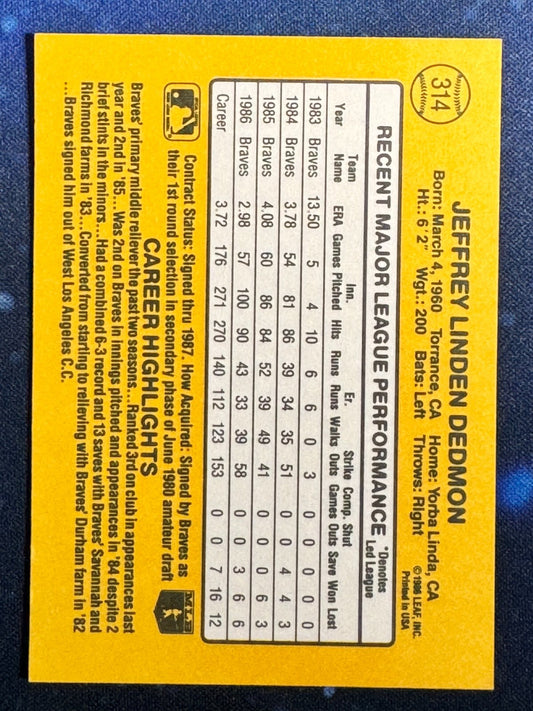 314
JEFFREY LINDEN DEDMON
Born: March 4, 1960 Torrance, CA Home: Yorba Linda, CA
Ht.: 6'2" Wgt.: 200 Bats: Left Throws: Right
©1986 LEAF, INC.
Printed in USA
RECENT MAJOR LEAGUE PERFORMANCE *Denotes Led League
Team Inn. Er. Strike Comp. Shut
Year Name ERA Games Pitched Hits Runs Runs Walks Outs Games Outs Save Won Lost
1983 Braves 13.50 5 4 10 6 6 0 3 0 0 0 0 0
1984 Braves 3.78 54 81 86 39 34 35 51 0 0 4 4 3
1985 Braves 4.08 60 86 84 52 39 49 41 0 0 0 6 3
1986 Braves 2.98 57 100 90 43 33 39 58 0 0 3 6 6
Career 3.72 176 271 270 140 112 123 153 0 0 7 16 12
Contract Status: Signed thru 1987. How Acquired: Signed by Braves as
their 1st round selection in secondary phase of June 1980 amateur draft
MLB
CAREER HIGHLIGHTS
Braves' primary middle reliever the past two seasons...Ranked 3rd on club in appearances last
year and 2nd in '85...Was 2nd on Braves in innings pitched and appearances in '84 despite 2
brief stints in the minors...Had a combined 6-3 record and 13 saves with Braves' Savannah and
Richmond farms in '83...Converted from starting to relieving with Braves' Durham farm in '82
...Braves signed him out of West Los Angeles C.C.